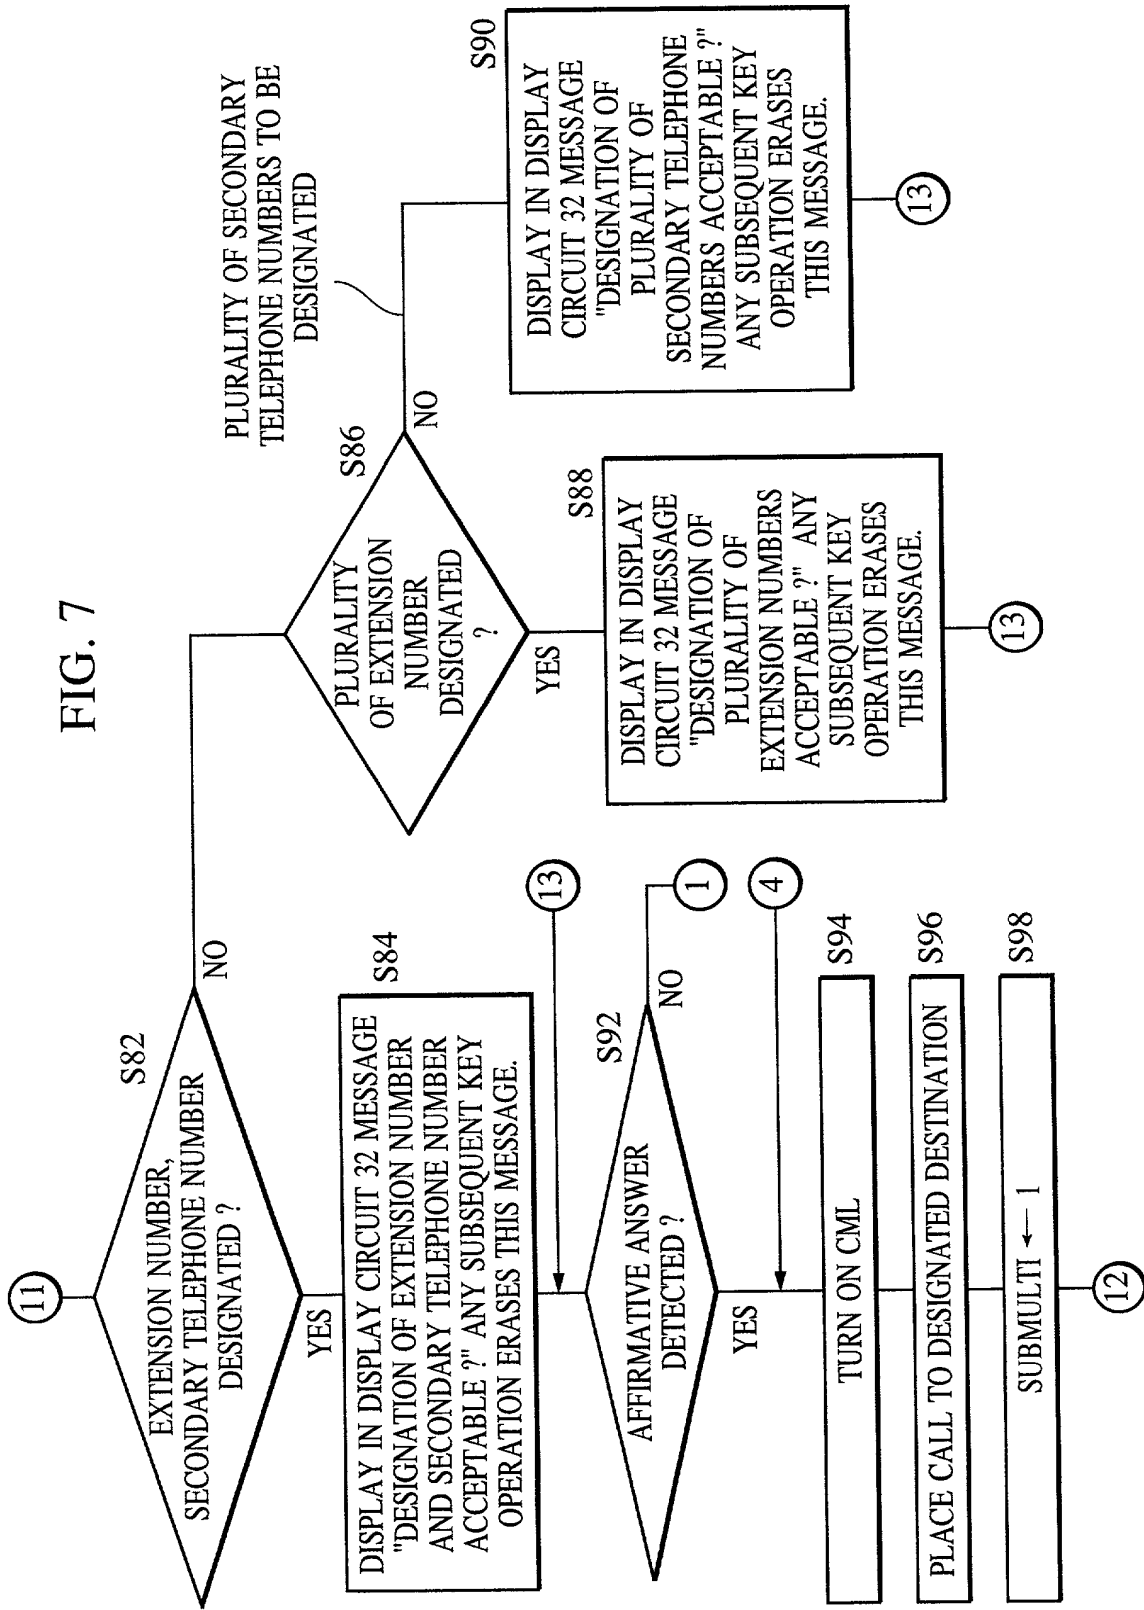 FIG. 7
11
S82
EXTENSION NUMBER,
SECONDARY TELEPHONE NUMBER
DESIGNATED ?
NO
YES
S84
DISPLAY IN DISPLAY CIRCUIT 32 MESSAGE
"DESIGNATION OF EXTENSION NUMBER
AND SECONDARY TELEPHONE NUMBER
ACCEPTABLE ?" ANY SUBSEQUENT KEY
OPERATION ERASES THIS MESSAGE.
13
S92
AFFIRMATIVE ANSWER
DETECTED ?
NO
1
YES
4
S94
TURN ON CML
S96
PLACE CALL TO DESIGNATED DESTINATION
S98
SUBMULTI ← 1
12
S86
PLURALITY
OF EXTENSION
NUMBER
DESIGNATED
?
NO
YES
PLURALITY OF SECONDARY
TELEPHONE NUMBERS TO BE
DESIGNATED
S88
DISPLAY IN DISPLAY
CIRCUIT 32 MESSAGE
"DESIGNATION OF
PLURALITY OF
EXTENSION NUMBERS
ACCEPTABLE ?" ANY
SUBSEQUENT KEY
OPERATION ERASES
THIS MESSAGE.
13
S90
DISPLAY IN DISPLAY
CIRCUIT 32 MESSAGE
"DESIGNATION OF
PLURALITY OF
SECONDARY TELEPHONE
NUMBERS ACCEPTABLE ?"
ANY SUBSEQUENT KEY
OPERATION ERASES
THIS MESSAGE.
13